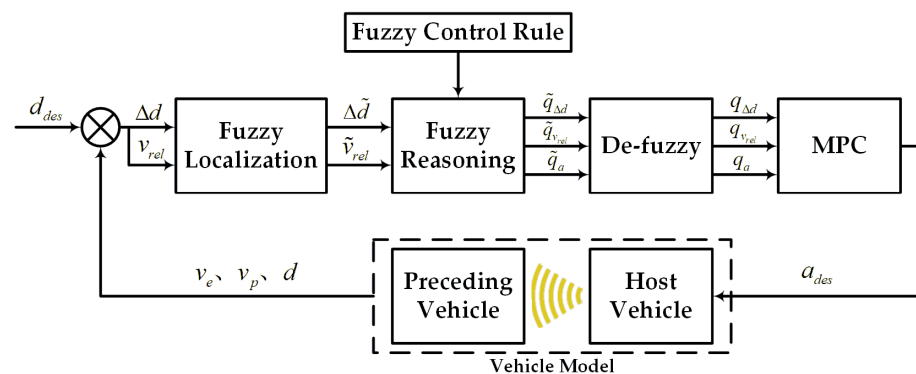 Fuzzy Control Rule
d_des
Δd
v_rel
Fuzzy
Localization
Δd̃
ṽ_rel
Fuzzy
Reasoning
q̃_Δd
q̃_v_rel
q̃_a
De-fuzzy
q_Δd
q_v_rel
q_a
MPC
v_e、v_p、d
Preceding
Vehicle
Host
Vehicle
a_des
Vehicle Model